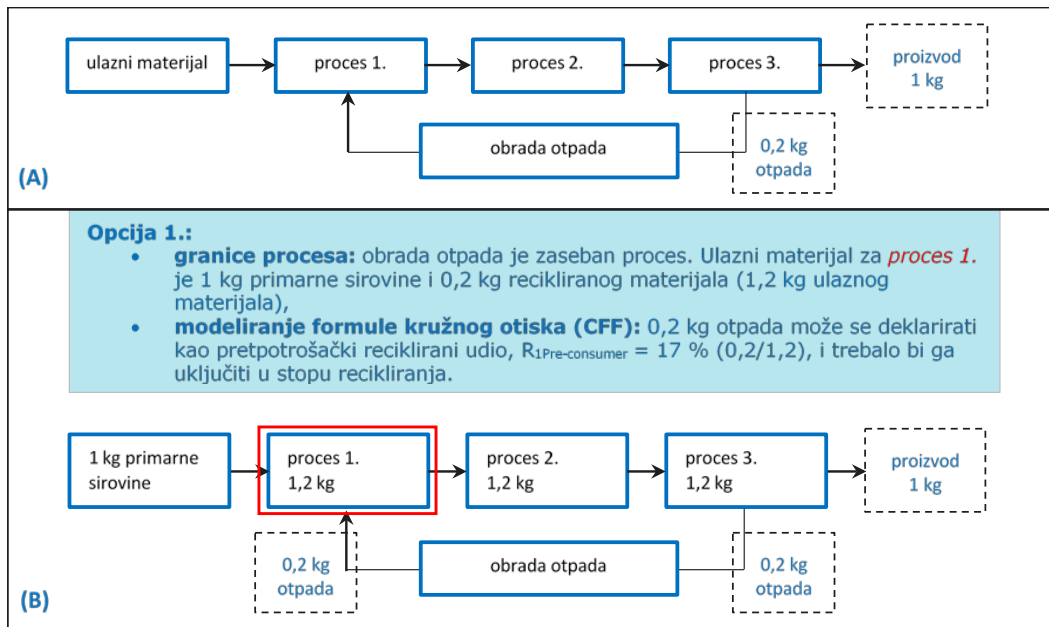 ulazni materijal
proces 1.
proces 2.
proces 3.
proizvod
1 kg
obrada otpada
0,2 kg
otpada
(A)
Opcija 1.:
• granice procesa: obrada otpada je zaseban proces. Ulazni materijal za proces 1.
je 1 kg primarne sirovine i 0,2 kg recikliranog materijala (1,2 kg ulaznog
materijala),
• modeliranje formule kružnog otiska (CFF): 0,2 kg otpada može se deklarirati
kao pretpotrošački reciklirani udio, R1Pre-consumer = 17 % (0,2/1,2), i trebalo bi ga
uključiti u stopu recikliranja.
1 kg primarne
sirovine
proces 1.
1,2 kg
proces 2.
1,2 kg
proces 3.
1,2 kg
proizvod
1 kg
0,2 kg
otpada
obrada otpada
0,2 kg
otpada
(B)